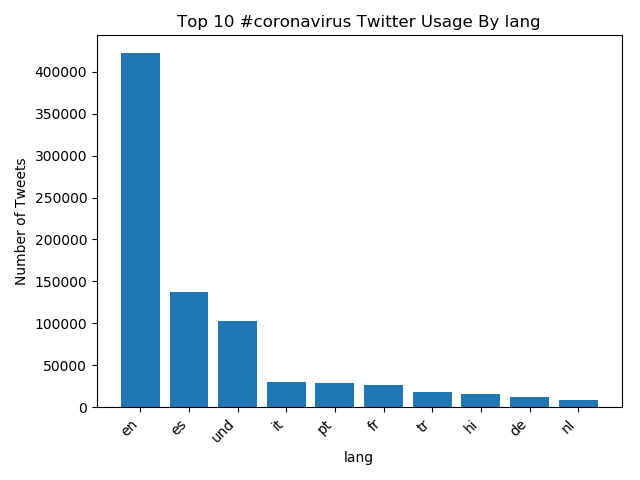 Top 10 #coronavirus Twitter Usage By lang
Number of Tweets
400000
350000
300000
250000
200000
150000
100000
50000
0
en
es
und
it
pt
fr
tr
hi
de
nl
lang